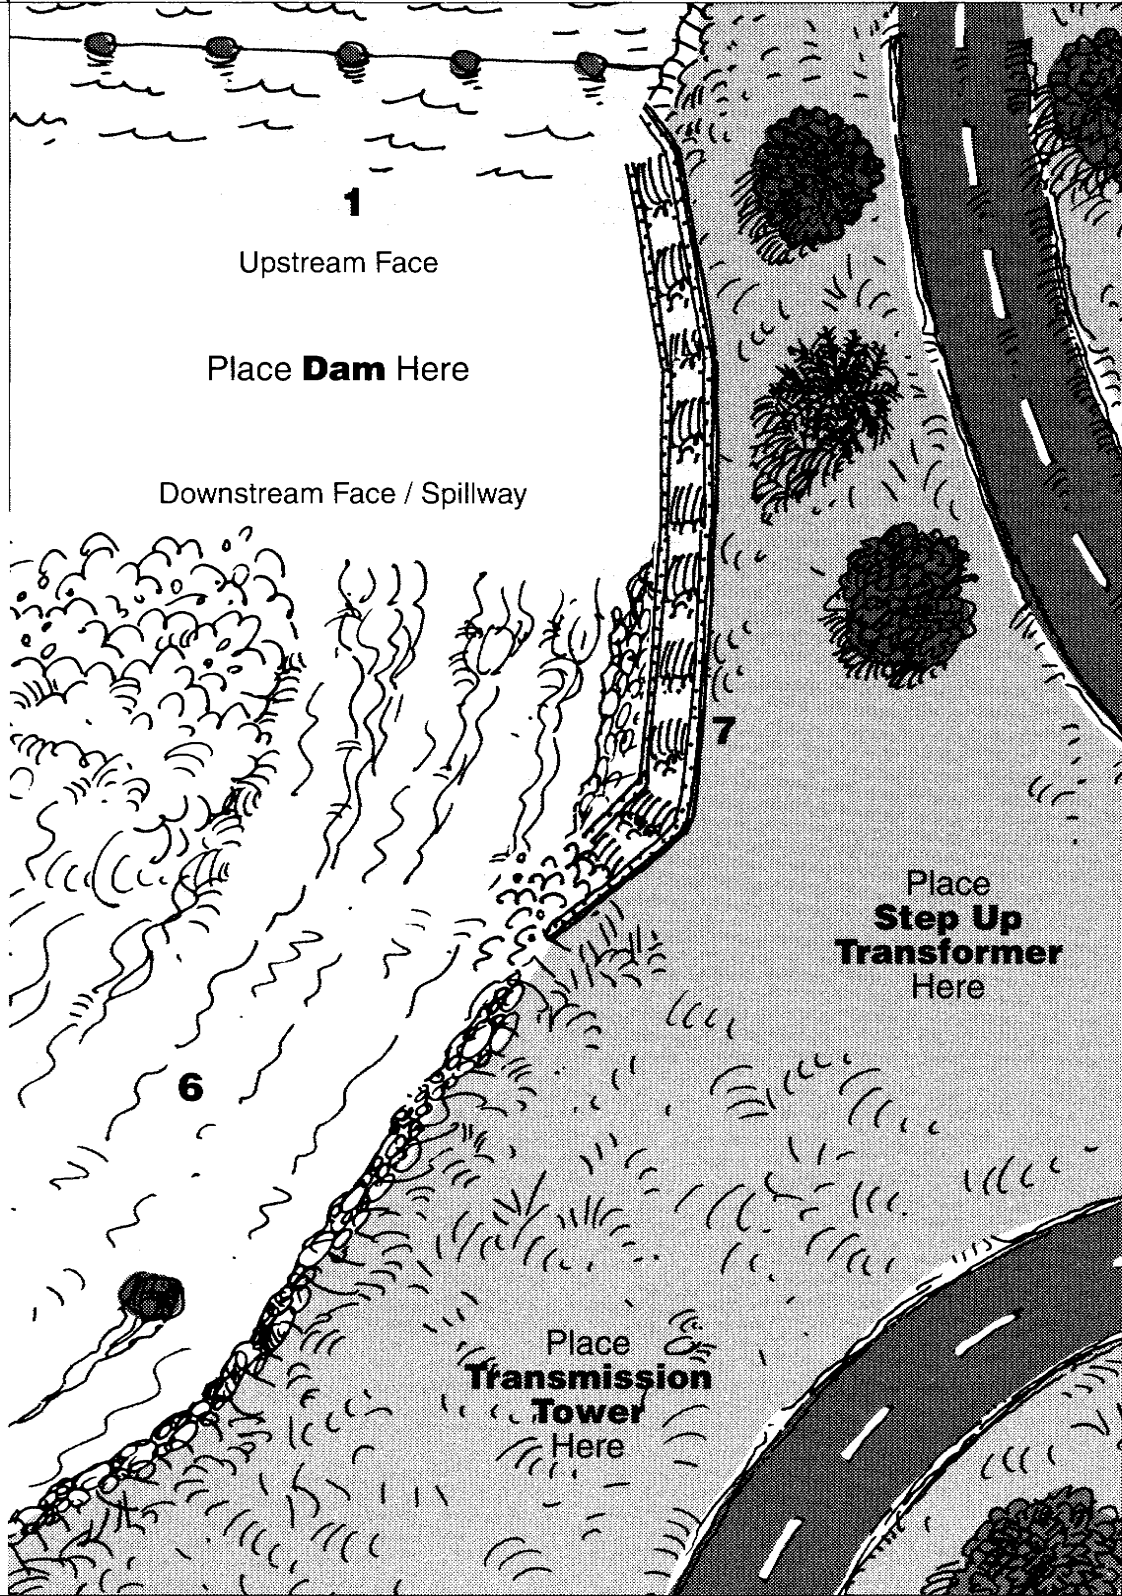 1
Upstream Face
Place Dam Here
Downstream Face / Spillway
7
Place
Step Up
Transformer
Here
6
Place
Transmission
Tower
Here